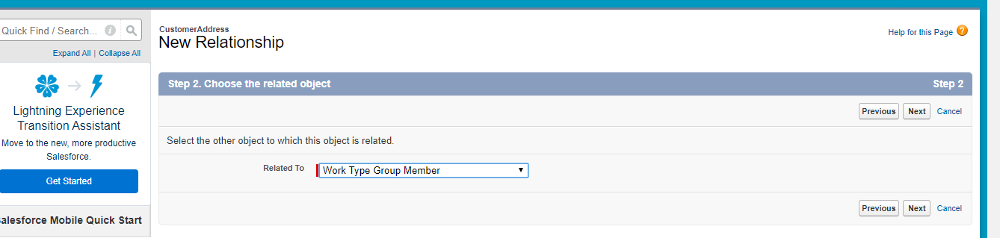 Quick Find / Search...
Expand All | Collapse All
Lightning Experience
Transition Assistant
Move to the new, more productive
Salesforce.
Get Started
alesforce Mobile Quick Start
CustomerAddress
New Relationship
Help for this Page ?
Step 2. Choose the related object Step 2
Previous Next Cancel
Select the other object to which this object is related.
Related To Work Type Group Member
Previous Next Cancel